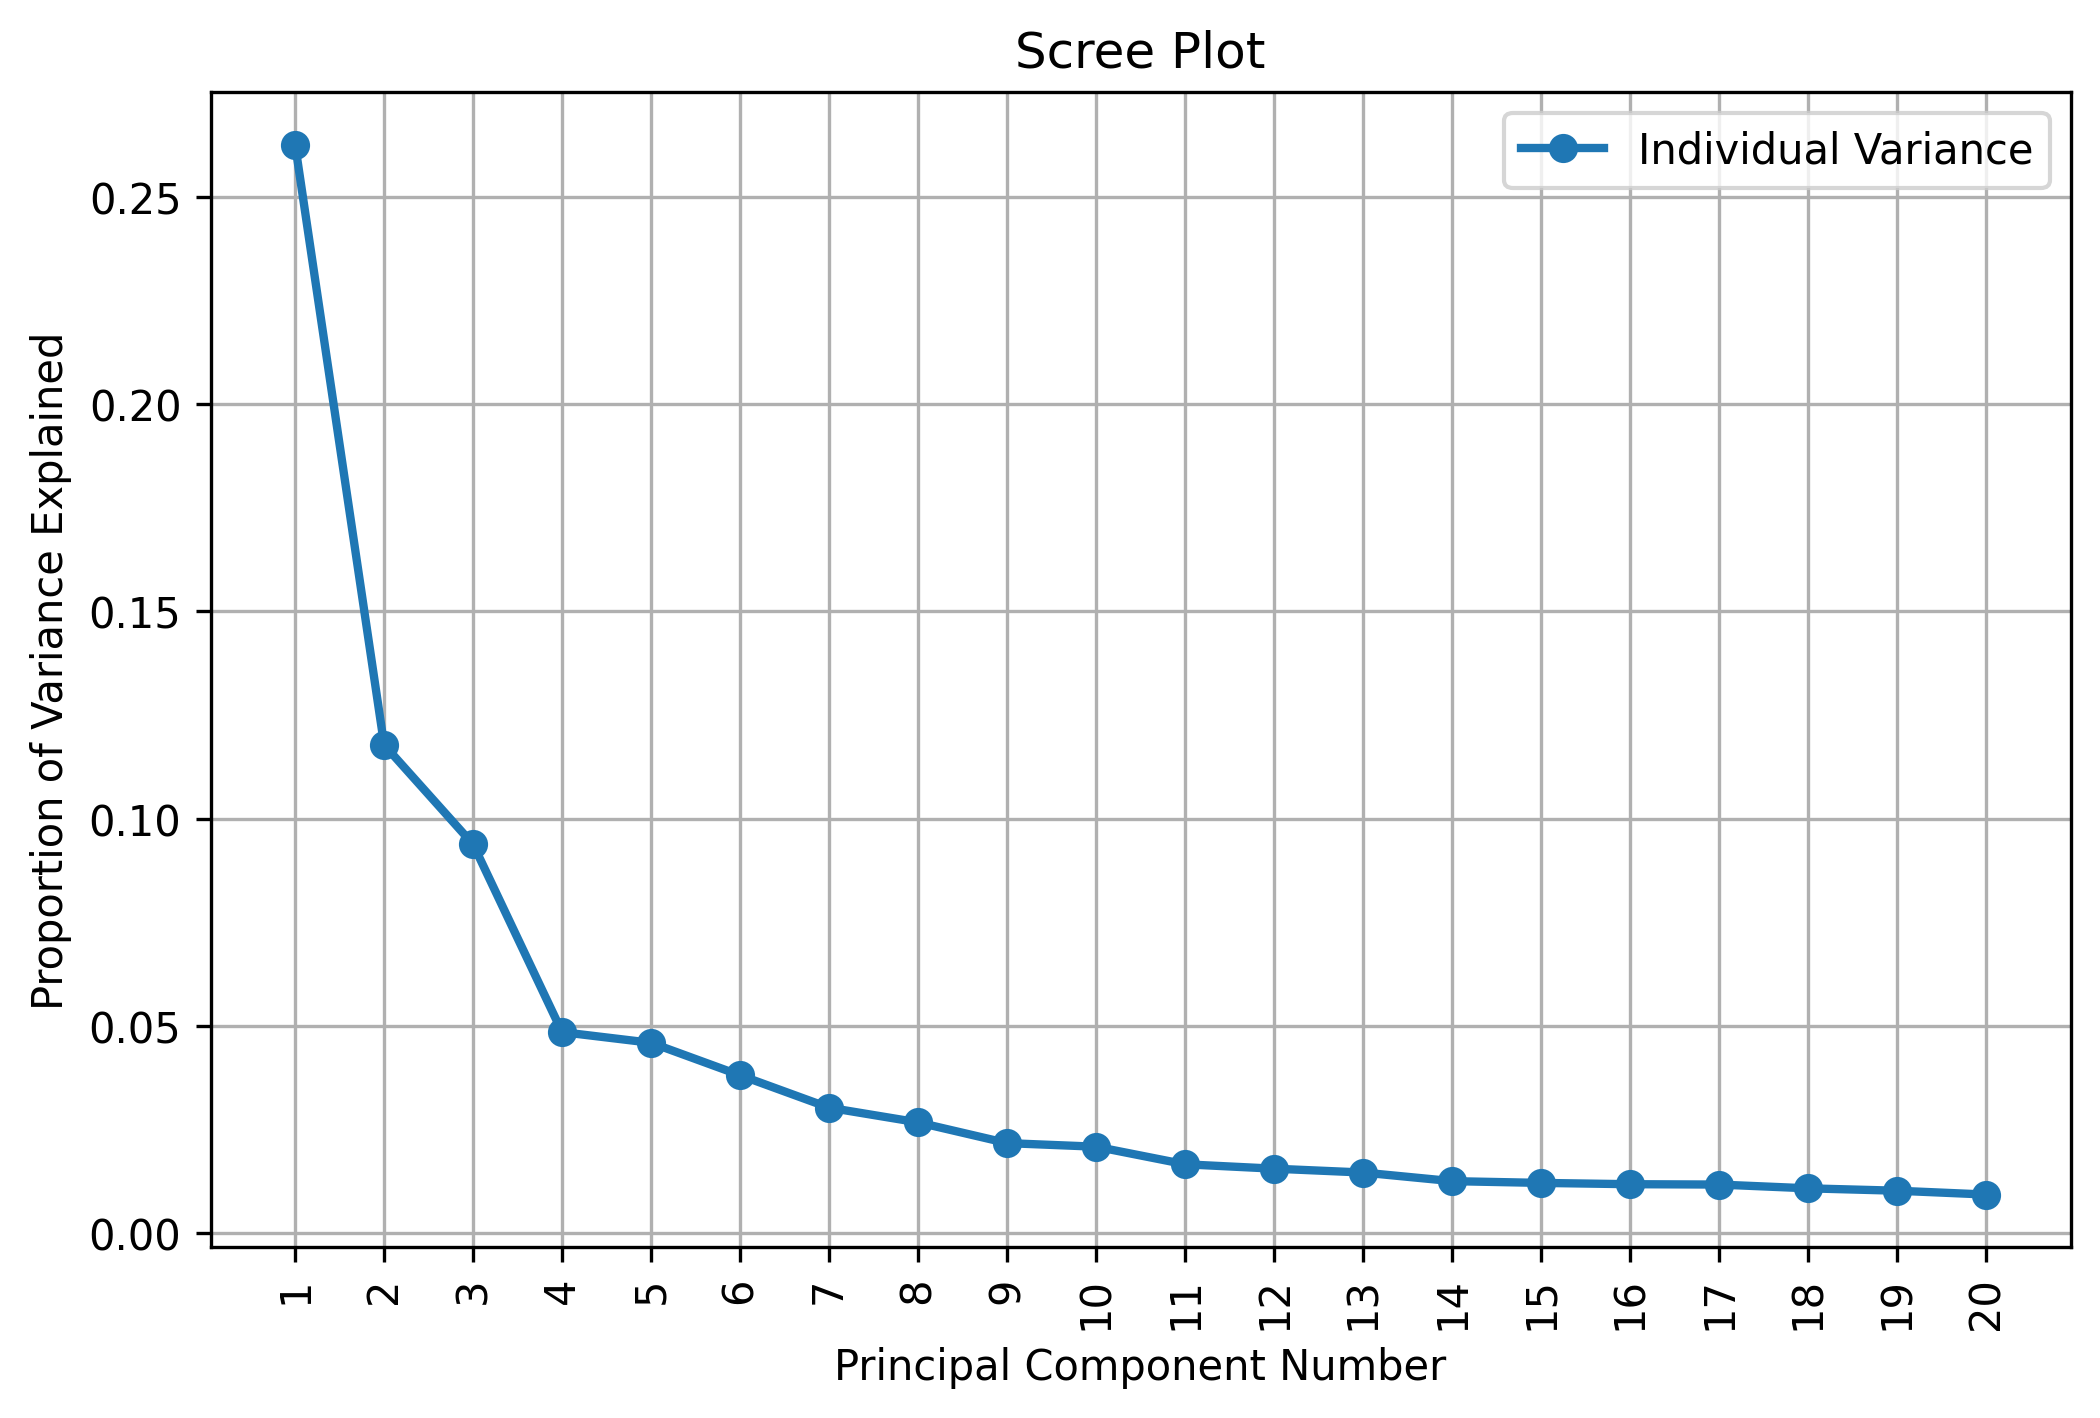 Scree Plot
Individual Variance
Proportion of Variance Explained
0.25
0.20
0.15
0.10
0.05
0.00
1 2 3 4 5 6 7 8 9 10 11 12 13 14 15 16 17 18 19 20
Principal Component Number